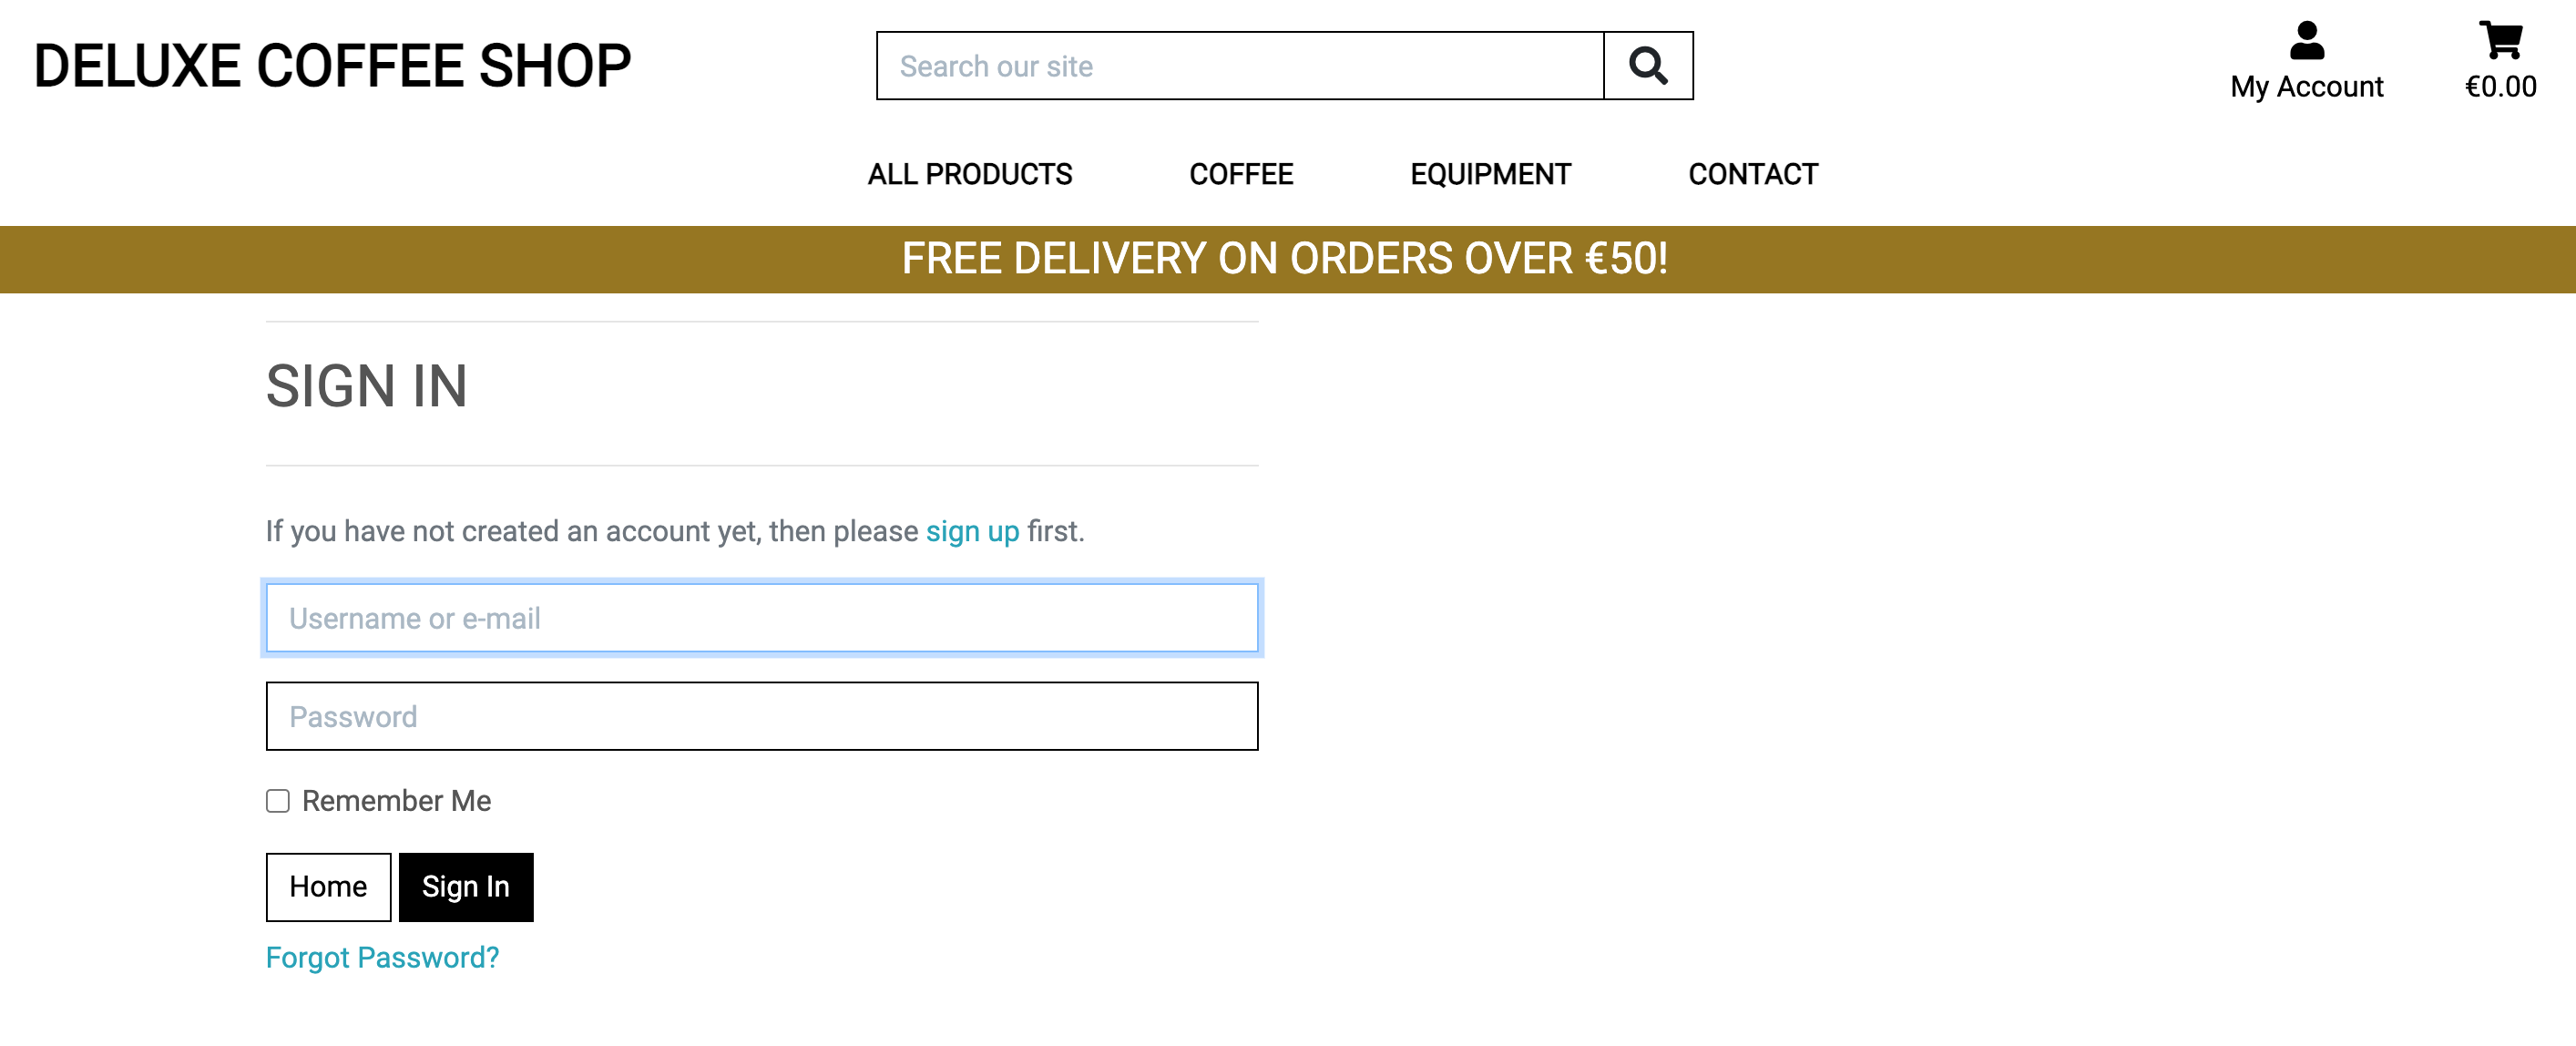 DELUXE COFFEE SHOP
Search our site
My Account
€0.00
ALL PRODUCTS
COFFEE
EQUIPMENT
CONTACT
FREE DELIVERY ON ORDERS OVER €50!
SIGN IN
If you have not created an account yet, then please sign up first.
Username or e-mail
Password
Remember Me
Home
Sign In
Forgot Password?